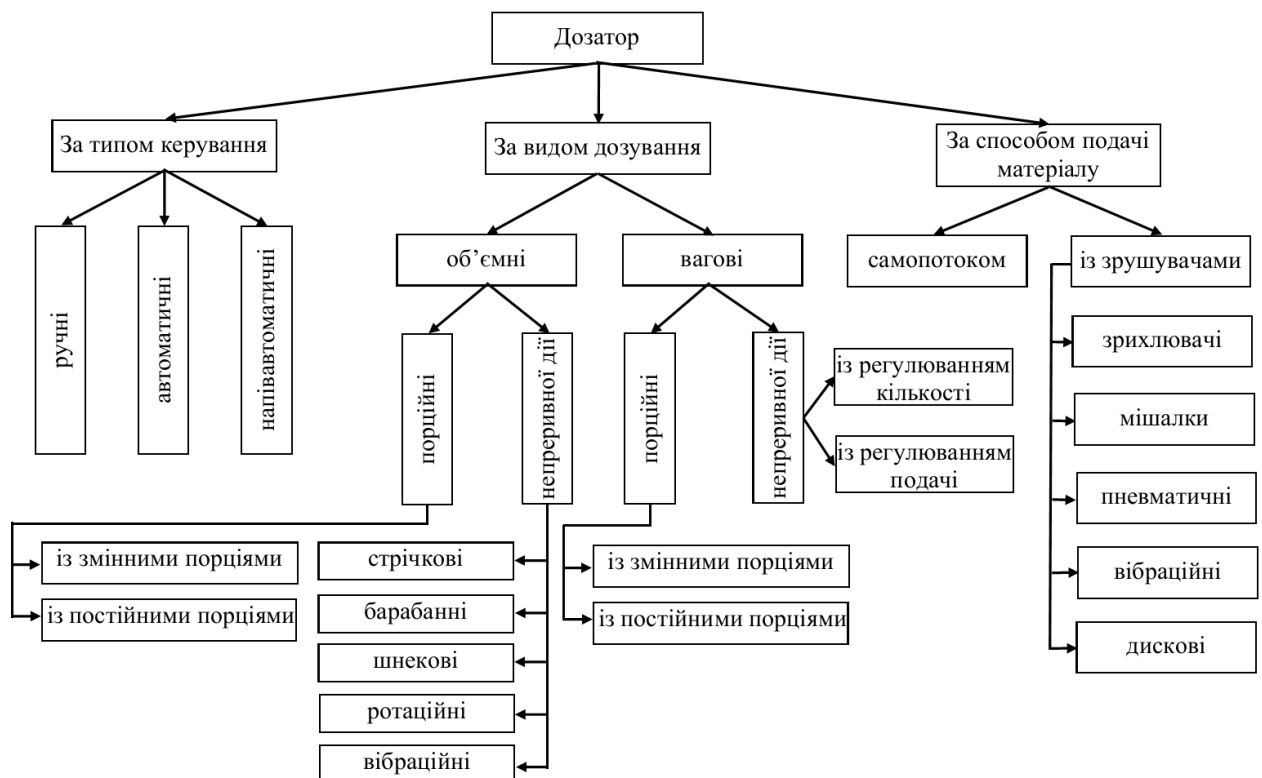 Дозатор
За типом керування
За видом дозування
За способом подачі
матеріалу
ручні
автоматичні
напівавтоматичні
об’ємні
вагові
самопотоком
із зрушувачами
порційні
непреривної дії
порційні
непреривної дії
із регулюванням
кількості
із регулюванням
подачі
зрихлювачі
мішалки
пневматичні
вібраційні
дискові
із змінними порціями
із постійними порціями
стрічкові
барабанні
шнекові
ротаційні
вібраційні
із змінними порціями
із постійними порціями